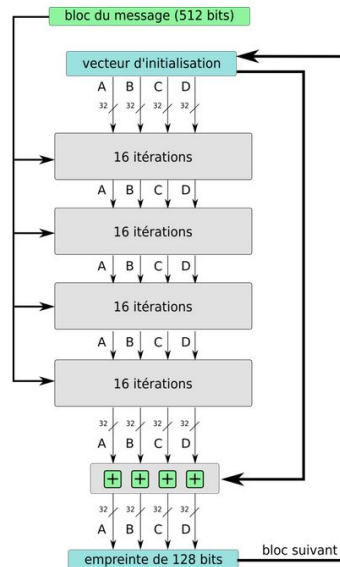 bloc du message (512 bits)
vecteur d'initialisation
A B C D
32 32 32 32
16 itérations
A B C D
16 itérations
A B C D
16 itérations
A B C D
16 itérations
32 32 32 32
A B C D
+ + + +
32 32 32 32
A B C D
empreinte de 128 bits
bloc suivant